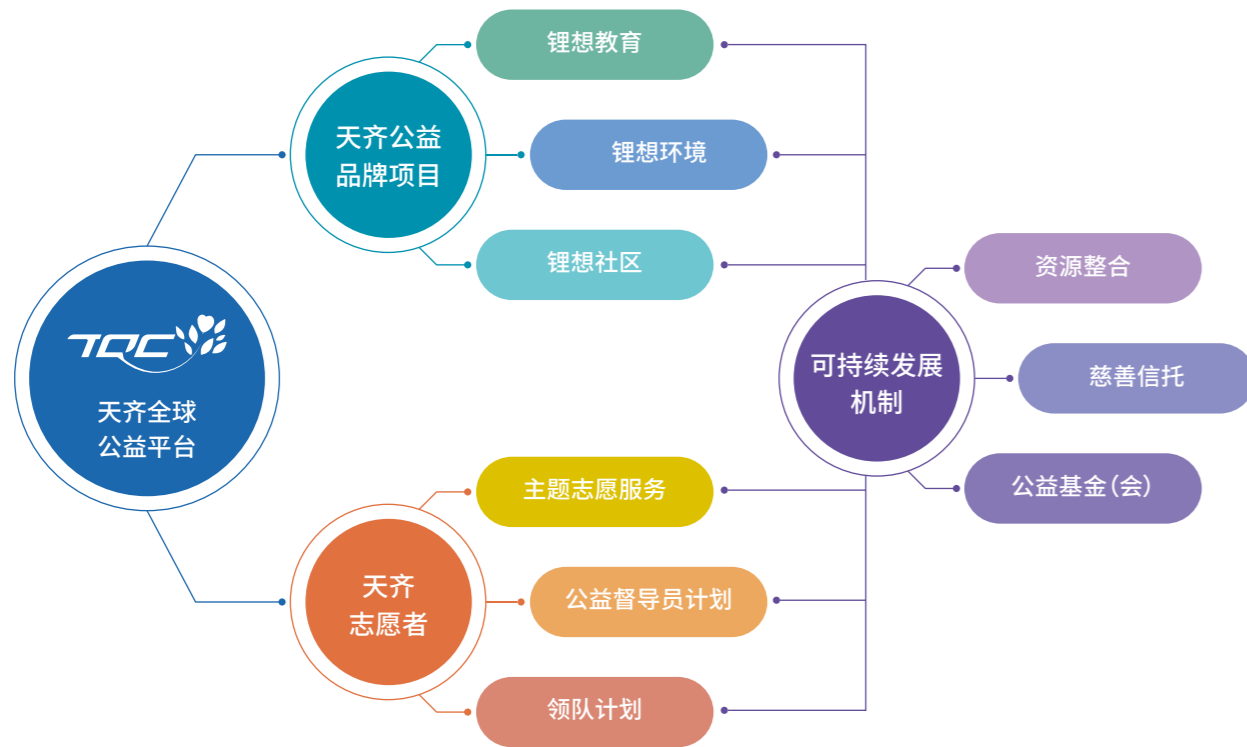 TQC
天齐全球
公益平台
天齐公益
品牌项目
锂想教育
锂想环境
锂想社区
天齐
志愿者
主题志愿服务
公益督导员计划
领队计划
可持续发展
机制
资源整合
慈善信托
公益基金（会）